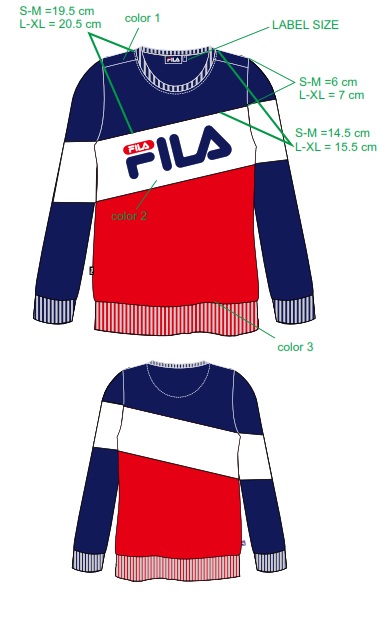 S-M =19.5 cm
L-XL = 20.5 cm
color 1
LABEL SIZE
FILA
S-M =6 cm
L-XL = 7 cm
S-M =14.5 cm
L-XL = 15.5 cm
FILA
FILA
color 2
color 3